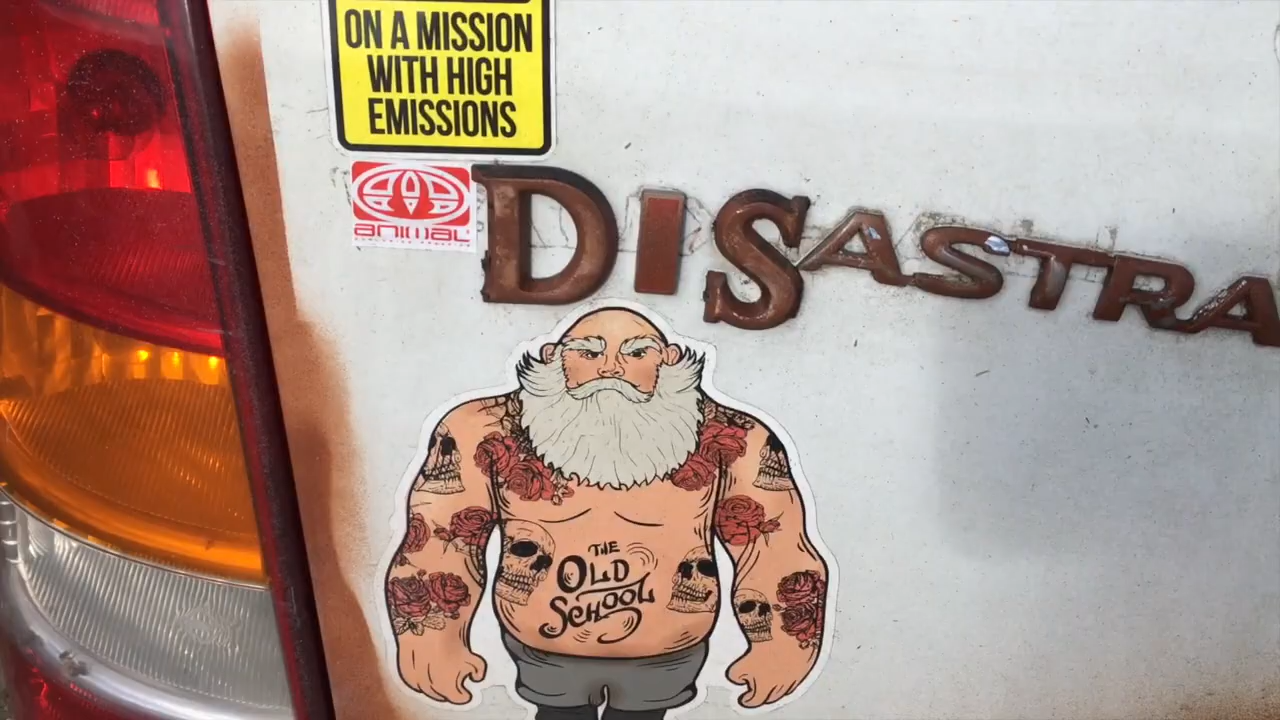 ON A MISSION
WITH HIGH
EMISSIONS
ANIMAL
DISASTRA
THE
OLD
SCHOOL